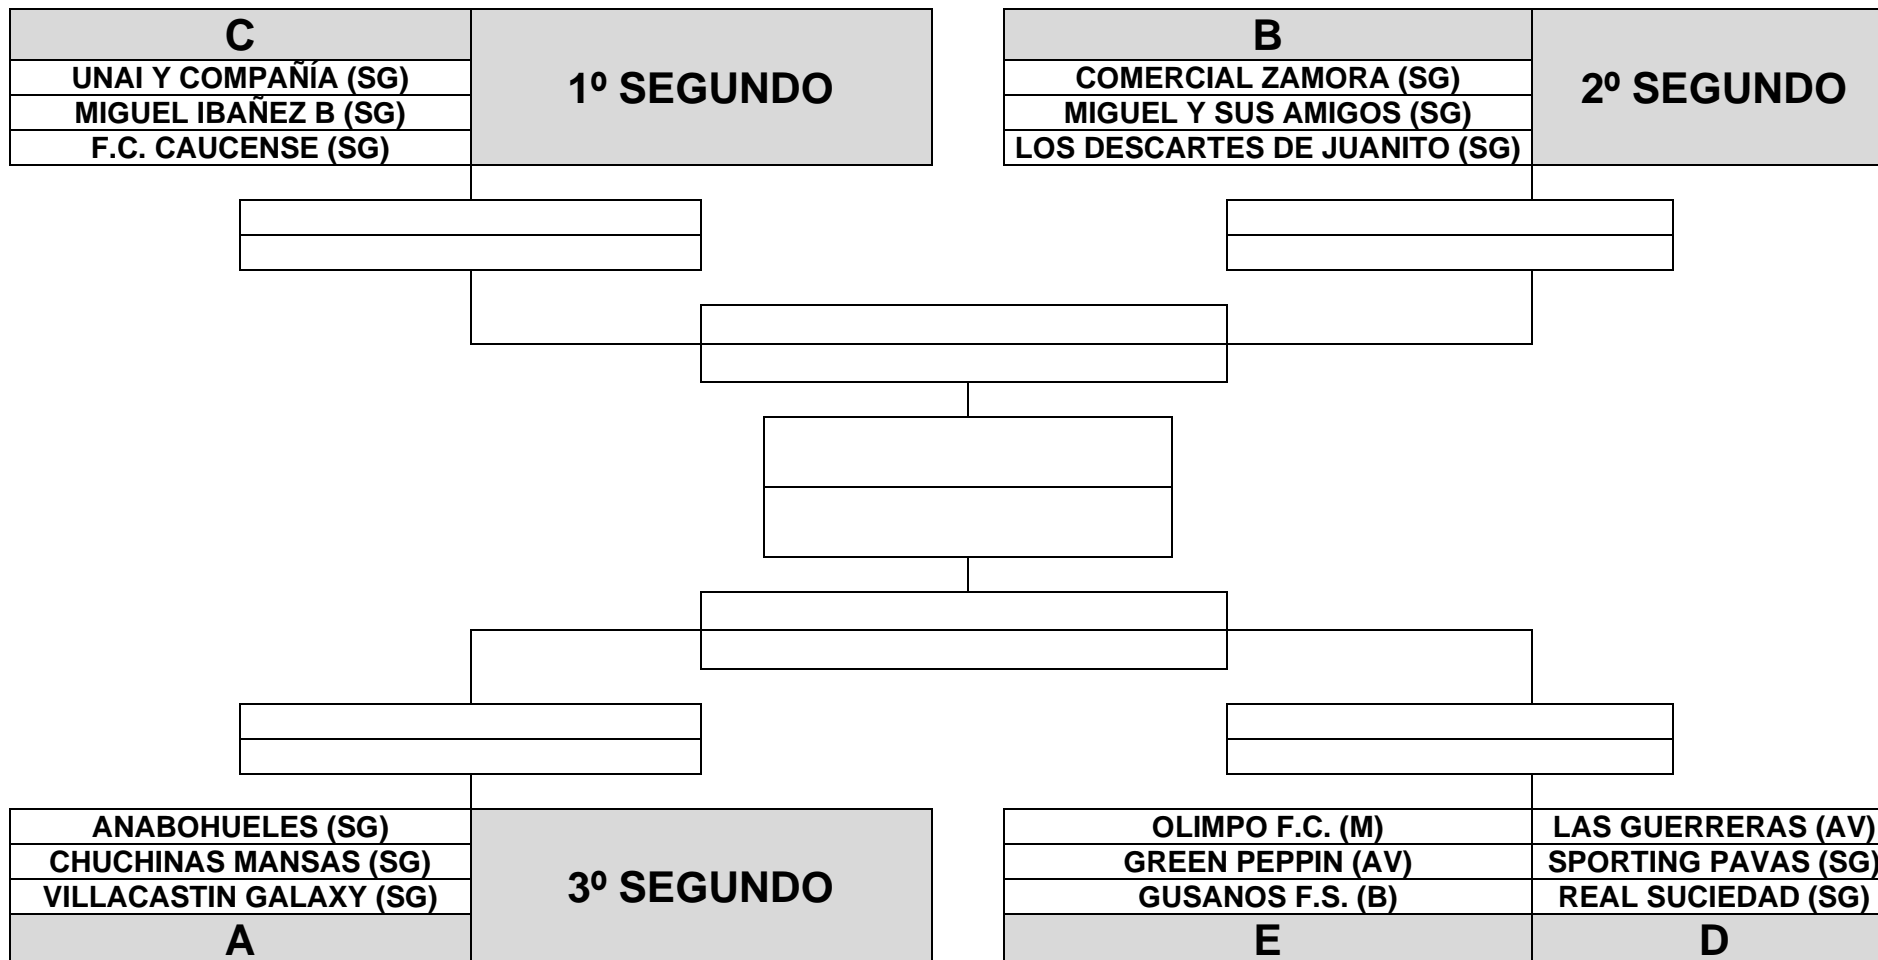 C
UNAI Y COMPAÑÍA (SG)
MIGUEL IBAÑEZ B (SG)
F.C. CAUCENSE (SG)
1º SEGUNDO
B
COMERCIAL ZAMORA (SG)
MIGUEL Y SUS AMIGOS (SG)
LOS DESCARTES DE JUANITO (SG)
2º SEGUNDO
ANABOHUELES (SG)
CHUCHINAS MANSAS (SG)
VILLACASTIN GALAXY (SG)
A
3º SEGUNDO
OLIMPO F.C. (M)
GREEN PEPPIN (AV)
GUSANOS F.S. (B)
E
LAS GUERRERAS (AV)
SPORTING PAVAS (SG)
REAL SUCIEDAD (SG)
D